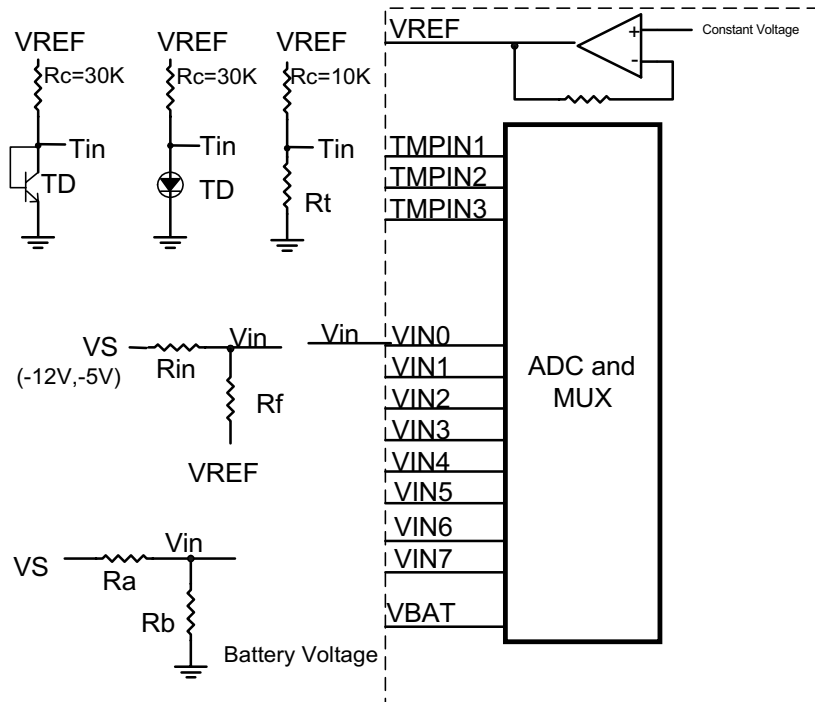 VREF
VREF
VREF
VREF
Constant Voltage
+
-
Rc=30K
Rc=30K
Rc=10K
Tin
Tin
Tin
TD
TD
Rt
TMPIN1
TMPIN2
TMPIN3
VS
(-12V,-5V)
Rin
Vin
Rf
VREF
Vin
VIN0
VIN1
VIN2
VIN3
VIN4
VIN5
VIN6
VIN7
VBAT
ADC and
MUX
VS
Ra
Vin
Rb
Battery Voltage